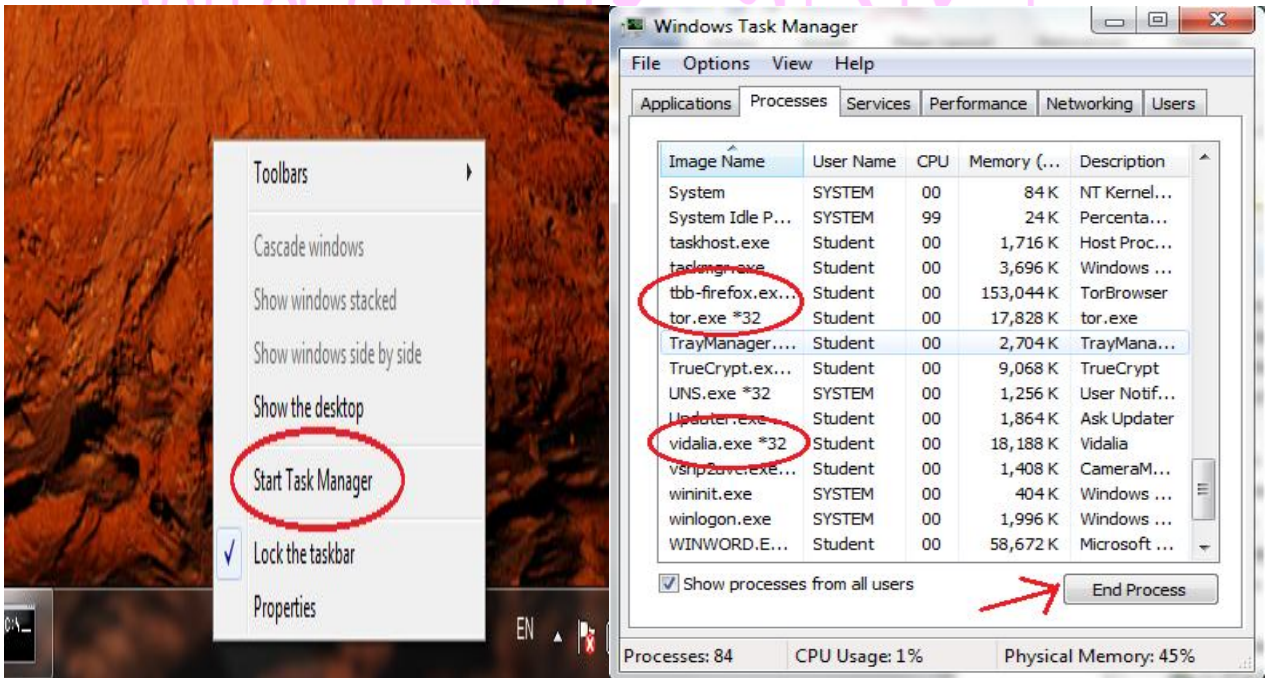 Toolbars
Cascade windows
Show windows stacked
Show windows side by side
Show the desktop
Start Task Manager
Lock the taskbar
Properties
EN
Windows Task Manager
File Options View Help
Applications Processes Services Performance Networking Users
Image Name User Name CPU Memory (... Description
System SYSTEM 00 84 K NT Kernel...
System Idle P... SYSTEM 99 24 K Percenta...
taskhost.exe Student 00 1,716 K Host Proc...
taskmgr.exe Student 00 3,696 K Windows ...
tbb-firefox.ex... Student 00 153,044 K TorBrowser
tor.exe *32 Student 00 17,828 K tor.exe
TrayManager.... Student 00 2,704 K TrayMana...
TrueCrypt.ex... Student 00 9,068 K TrueCrypt
UNS.exe *32 SYSTEM 00 1,256 K User Notif...
Updater.exe Student 00 1,864 K Ask Updater
vidalia.exe *32 Student 00 18,188 K Vidalia
vsnp2uvc.exe... Student 00 1,408 K CameraM...
wininit.exe SYSTEM 00 404 K Windows ...
winlogon.exe SYSTEM 00 1,996 K Windows ...
WINWORD.E... Student 00 58,672 K Microsoft ...
Show processes from all users
End Process
Processes: 84 CPU Usage: 1% Physical Memory: 45%